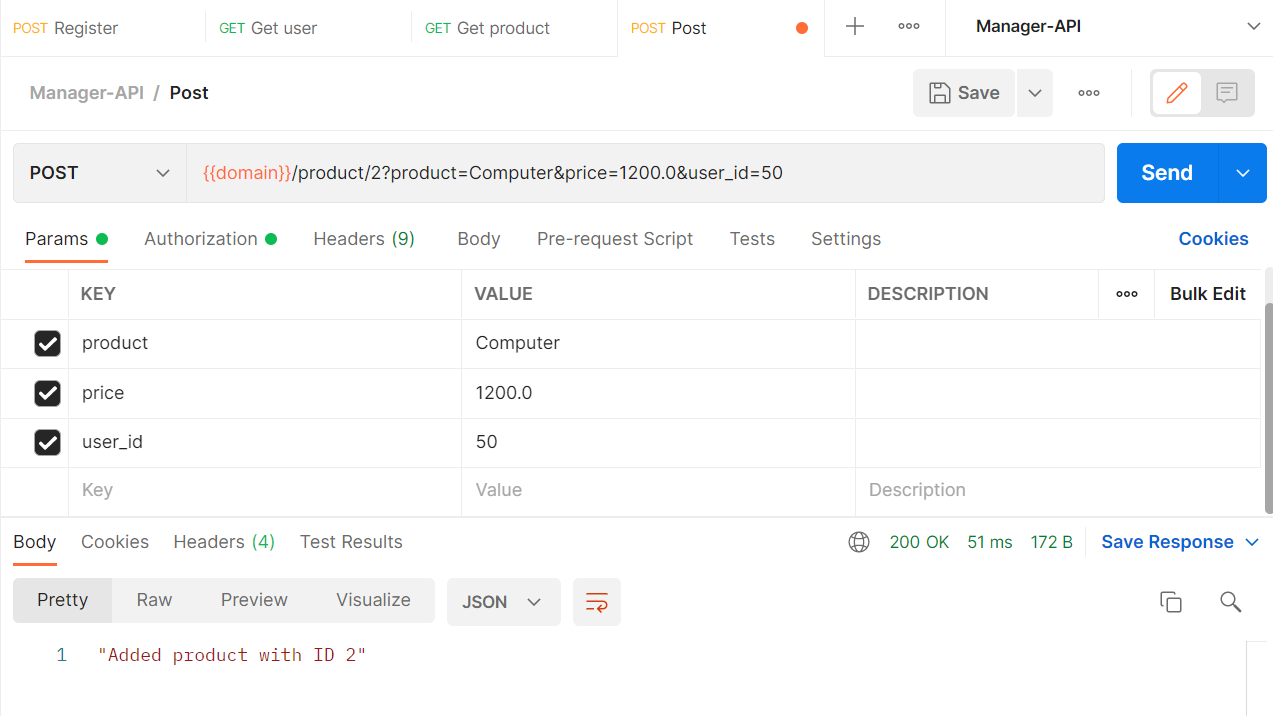 POST Register GET Get user GET Get product POST Post Manager-API
Manager-API / Post Save
POST {{domain}}/product/2?product=Computer&price=1200.0&user_id=50 Send
Params Authorization Headers (9) Body Pre-request Script Tests Settings Cookies
KEY VALUE DESCRIPTION Bulk Edit
product Computer
price 1200.0
user_id 50
Key Value Description
Body Cookies Headers (4) Test Results 200 OK 51 ms 172 B Save Response
Pretty Raw Preview Visualize JSON
1 "Added product with ID 2"